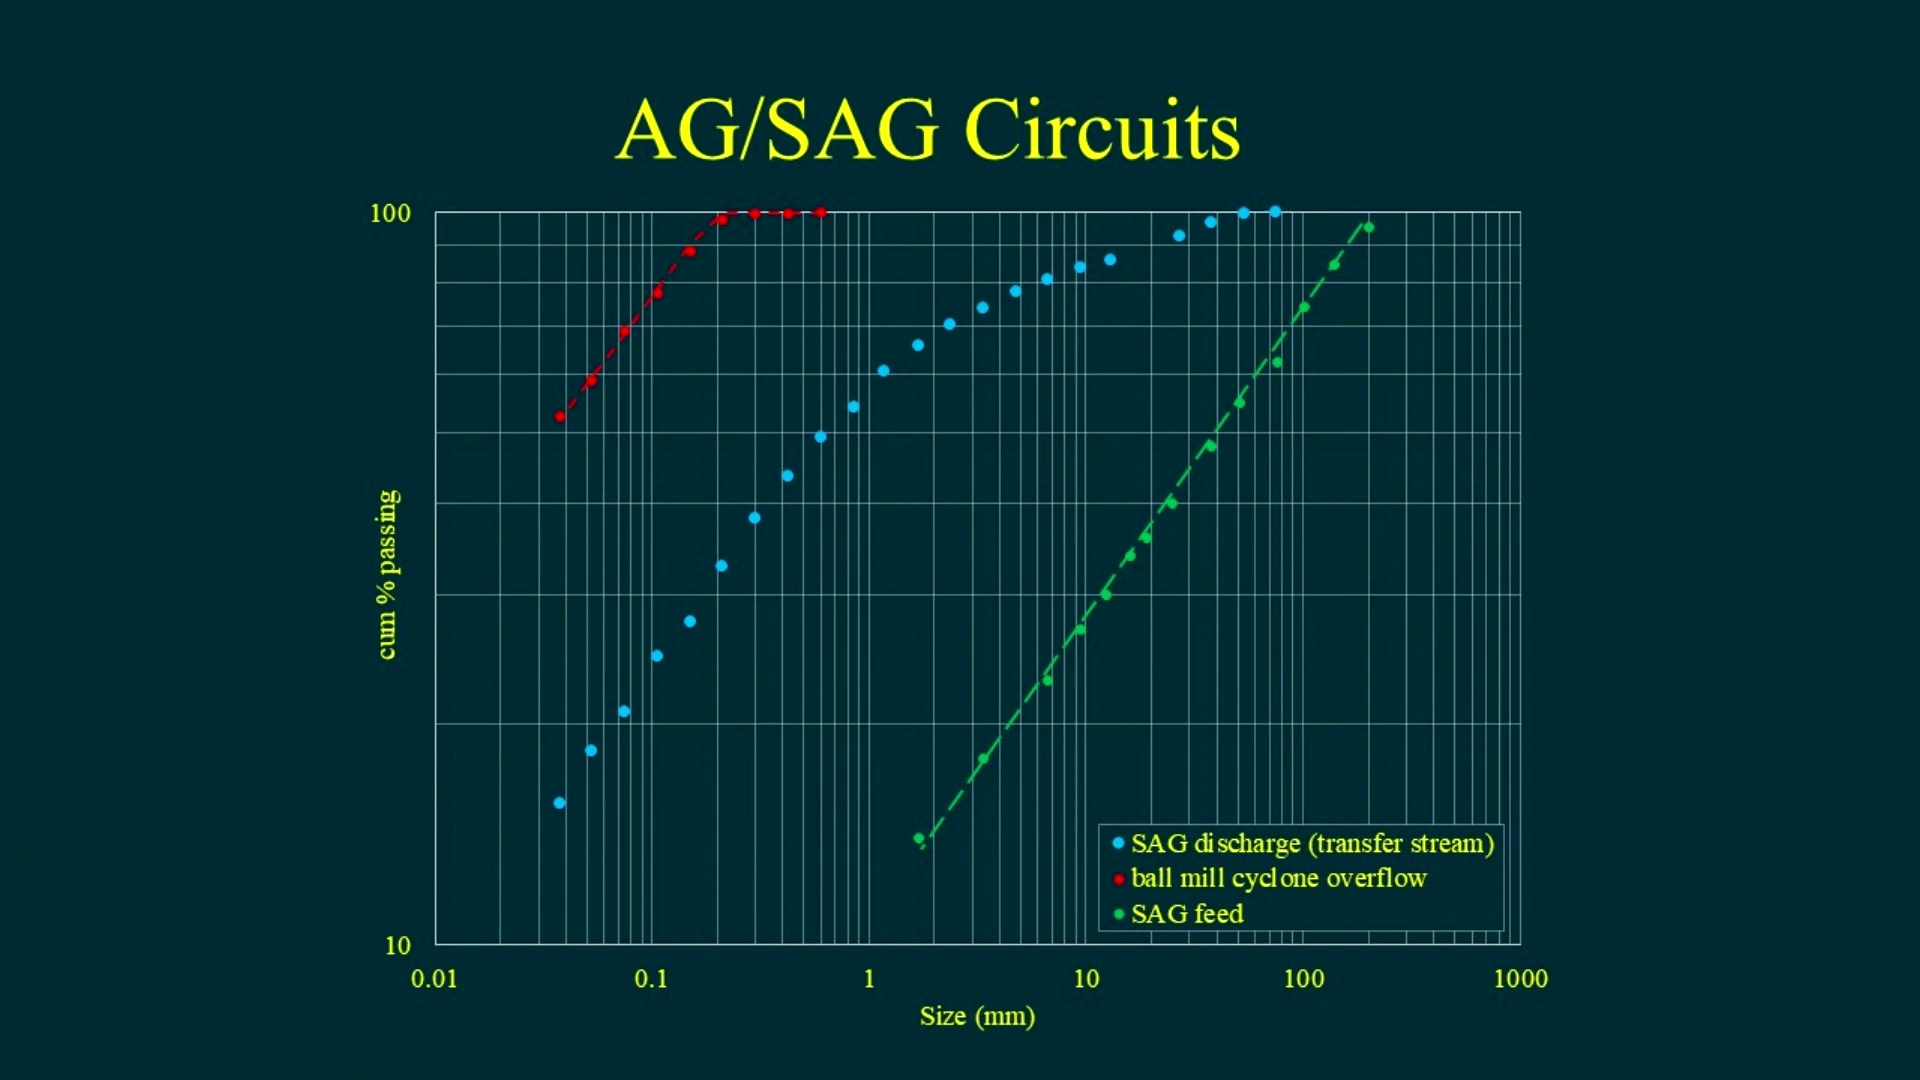 AG/SAG Circuits
100
cum % passing
10
0.01 0.1 1 10 100 1000
Size (mm)
SAG discharge (transfer stream)
ball mill cyclone overflow
SAG feed